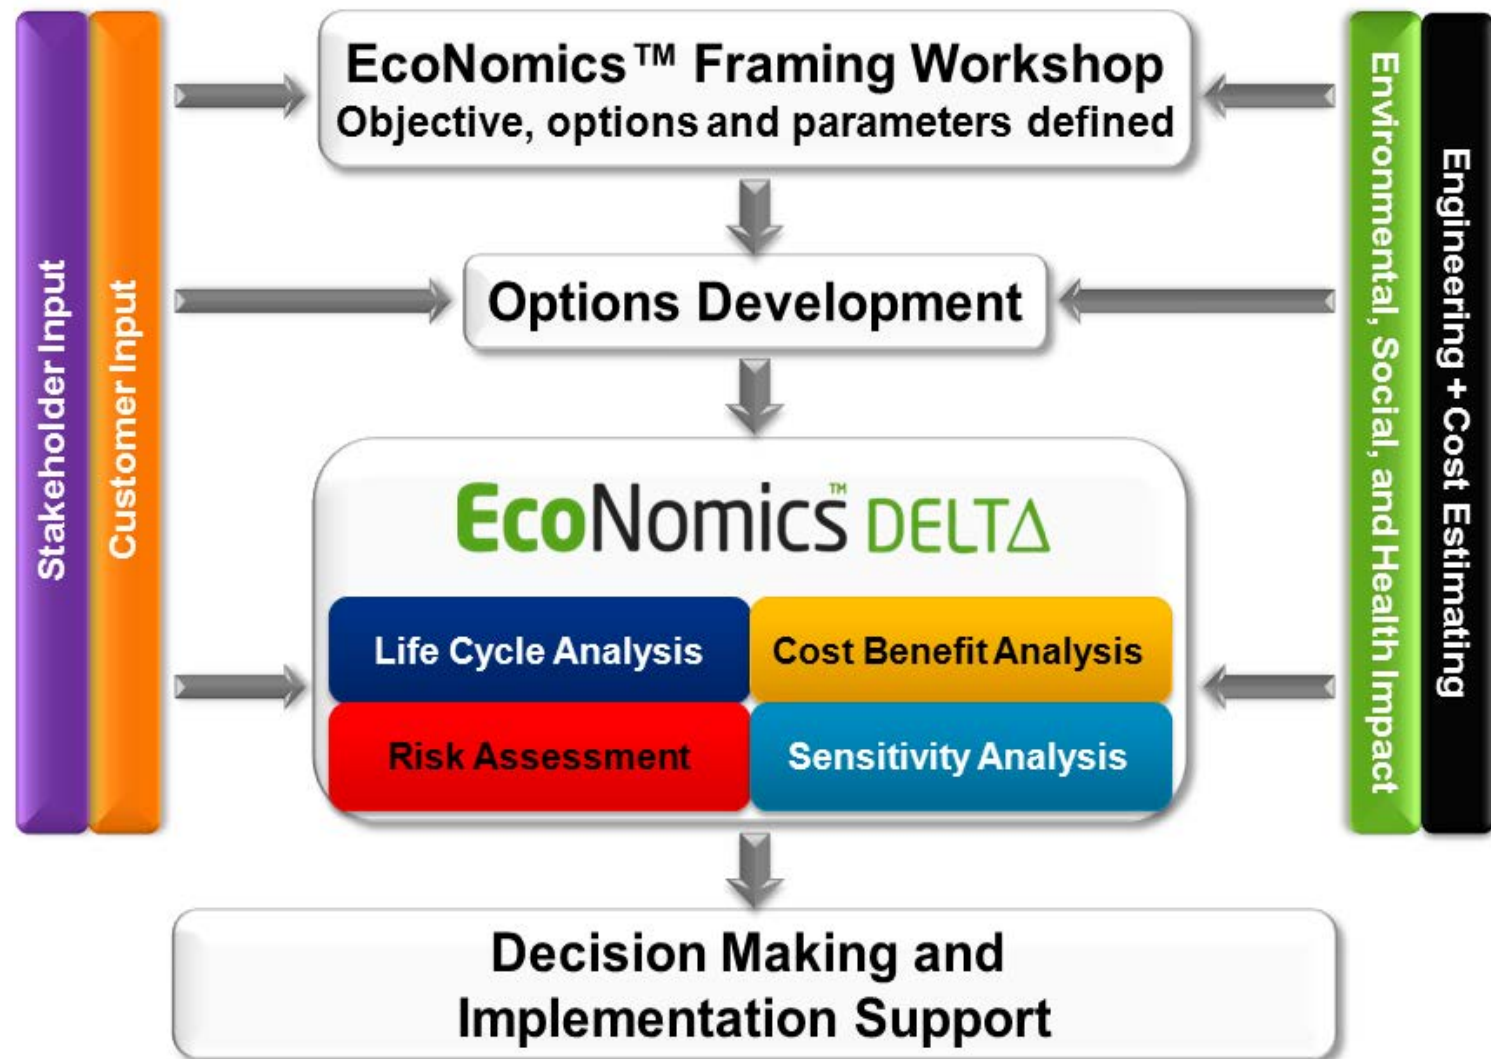 EcoNomics™ Framing Workshop
Objective, options and parameters defined
Stakeholder Input
Customer Input
Options Development
EcoNomics™ DELTΔ
Life Cycle Analysis
Cost Benefit Analysis
Risk Assessment
Sensitivity Analysis
Environmental, Social, and Health Impact
Engineering + Cost Estimating
Decision Making and
Implementation Support